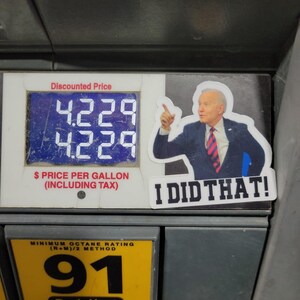 Discounted Price
4.229
4.229
$ PRICE PER GALLON
(INCLUDING TAX)
I DID THAT!
MINIMUM OCTANE RATING
(R+M)/2 METHOD
91